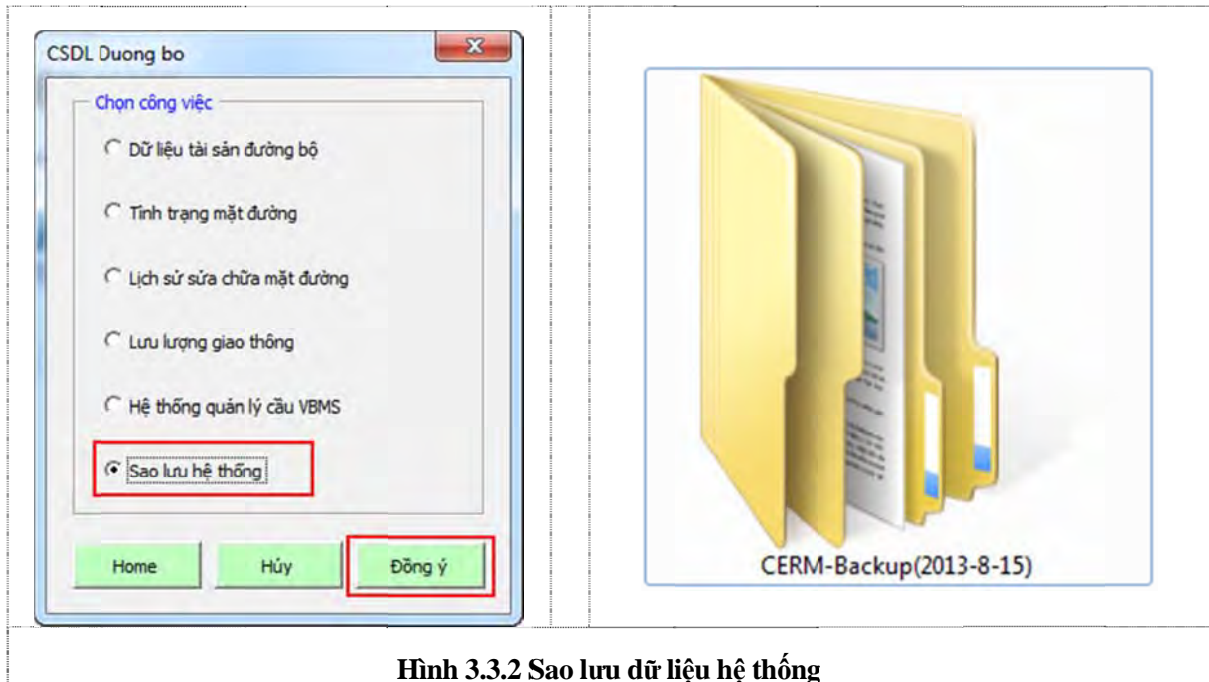 CSDL Duong bo
Chọn công việc
Dữ liệu tài sản đường bộ
Tình trạng mặt đường
Lịch sử sửa chữa mặt đường
Lưu lượng giao thông
Hệ thống quản lý cầu VBMS
Sao lưu hệ thống
Home
Hủy
Đồng ý
CERM-Backup(2013-8-15)
Hình 3.3.2 Sao lưu dữ liệu hệ thống